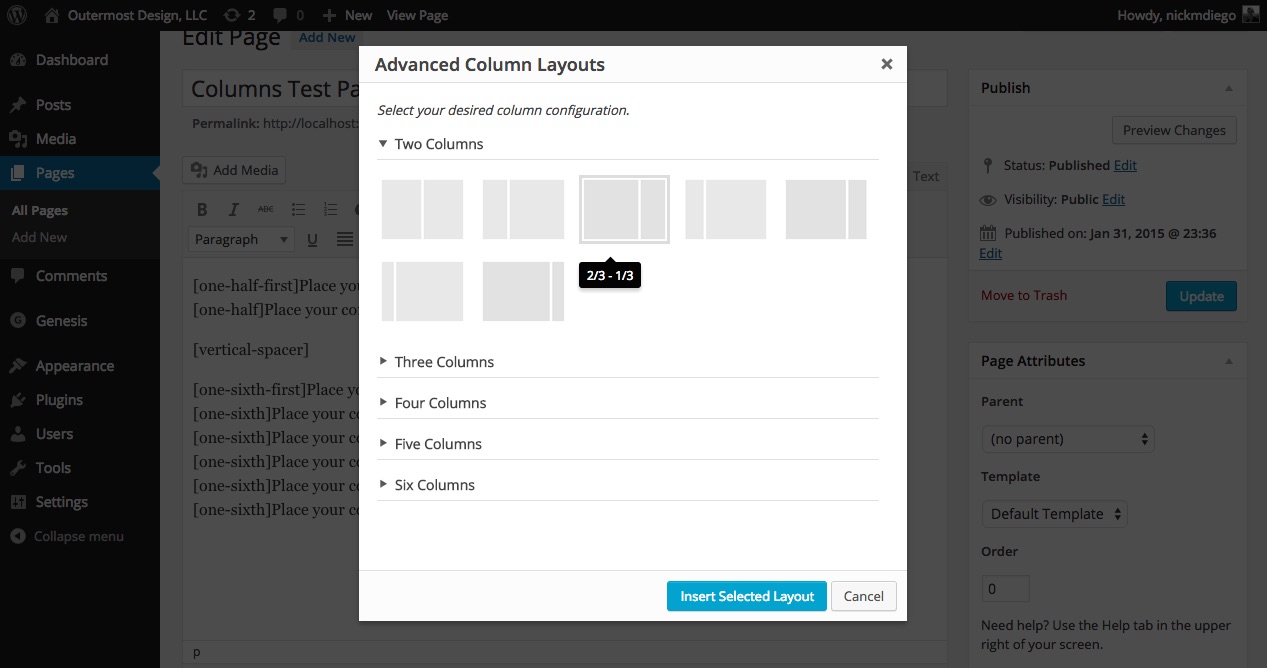 Outermost Design, LLC 2 0 New View Page Howdy, nickmdiego
Dashboard
Posts
Media
Pages
All Pages
Add New
Comments
Genesis
Appearance
Plugins
Users
Tools
Settings
Collapse menu
Edit Page Add New
Columns Test Pa
Permalink: http://localhost:
Add Media
Text
B I ABC
Paragraph U
[one-half-first]Place you
[one-half]Place your co
[vertical-spacer]
[one-sixth-first]Place yo
[one-sixth]Place your co
[one-sixth]Place your co
[one-sixth]Place your co
[one-sixth]Place your co
[one-sixth]Place your co
p
Advanced Column Layouts ×
Select your desired column configuration.
Two Columns
2/3 - 1/3
Three Columns
Four Columns
Five Columns
Six Columns
Insert Selected Layout Cancel
Publish
Preview Changes
Status: Published Edit
Visibility: Public Edit
Published on: Jan 31, 2015 @ 23:36
Edit
Move to Trash Update
Page Attributes
Parent
(no parent)
Template
Default Template
Order
0
Need help? Use the Help tab in the upper
right of your screen.